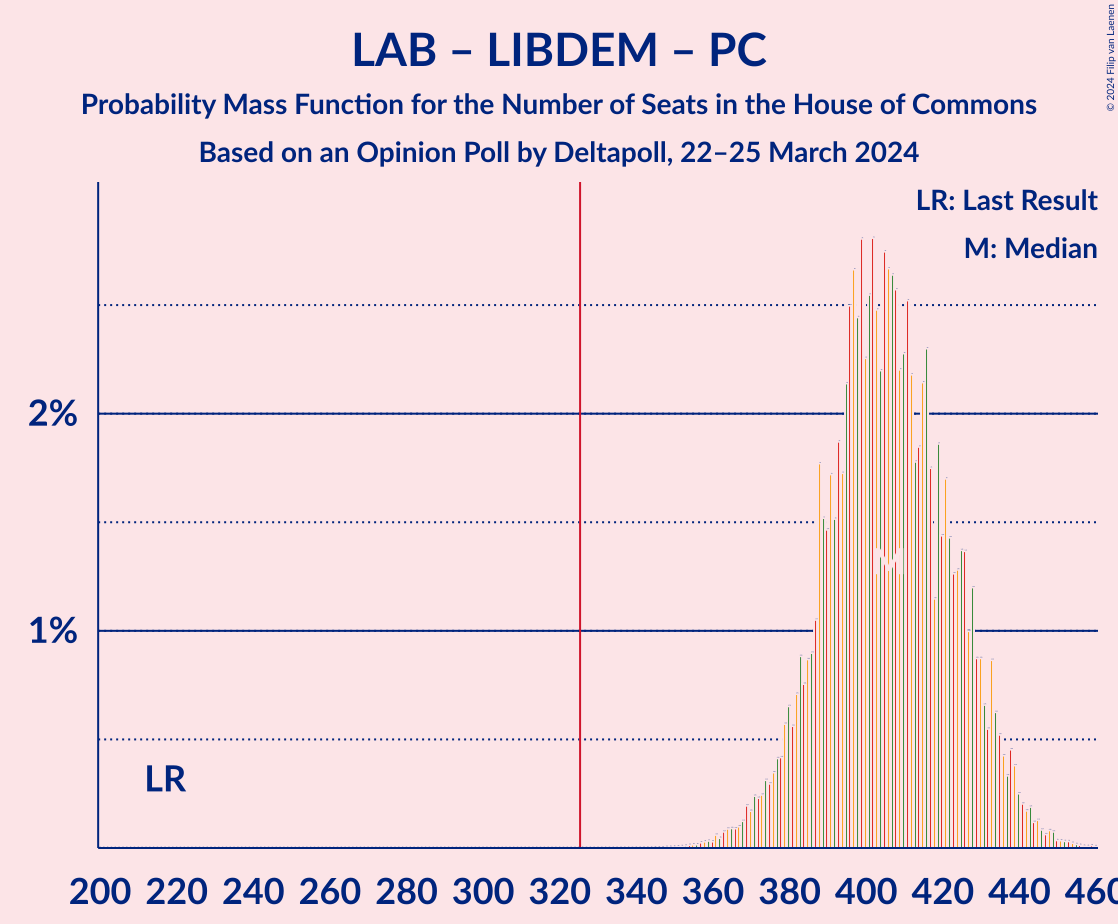 LAB – LIBDEM – PC
Probability Mass Function for the Number of Seats in the House of Commons
Based on an Opinion Poll by Deltapoll, 22–25 March 2024
© 2024 Filip van Laenen
LR: Last Result
M: Median
2%
1%
LR
M
200 220 240 260 280 300 320 340 360 380 400 420 440 460